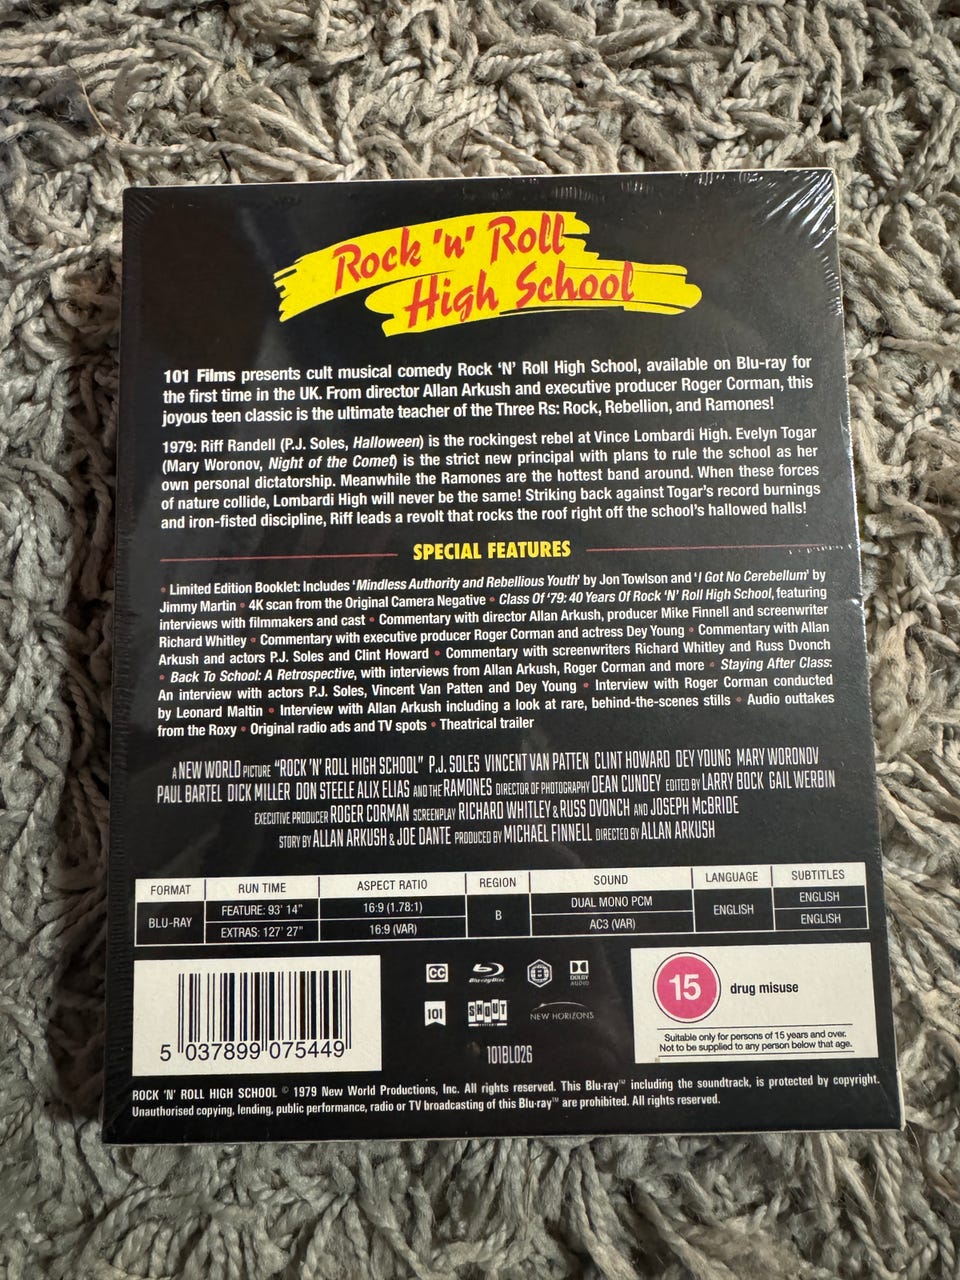 Rock 'n' Roll
High School
101 Films presents cult musical comedy Rock 'N' Roll High School, available on Blu-ray for
the first time in the UK. From director Allan Arkush and executive producer Roger Corman, this
joyous teen classic is the ultimate teacher of the Three Rs: Rock, Rebellion, and Ramones!
1979: Riff Randell (P.J. Soles, Halloween) is the rockingest rebel at Vince Lombardi High. Evelyn Togar
(Mary Woronov, Night of the Comet) is the strict new principal with plans to rule the school as her
own personal dictatorship. Meanwhile the Ramones are the hottest band around. When these forces
of nature collide, Lombardi High will never be the same! Striking back against Togar's record burnings
and iron-fisted discipline, Riff leads a revolt that rocks the roof right off the school's hallowed halls!
SPECIAL FEATURES
• Limited Edition Booklet: Includes 'Mindless Authority and Rebellious Youth' by Jon Towlson and 'I Got No Cerebellum' by
Jimmy Martin • 4K scan from the Original Camera Negative • Class Of '79: 40 Years Of Rock 'N' Roll High School, featuring
interviews with filmmakers and cast • Commentary with director Allan Arkush, producer Mike Finnell and screenwriter
Richard Whitley • Commentary with executive producer Roger Corman and actress Dey Young • Commentary with Allan
Arkush and actors P.J. Soles and Clint Howard • Commentary with screenwriters Richard Whitley and Russ Dvonch
• Back To School: A Retrospective, with interviews from Allan Arkush, Roger Corman and more • Staying After Class:
An interview with actors P.J. Soles, Vincent Van Patten and Dey Young • Interview with Roger Corman conducted
by Leonard Maltin • Interview with Allan Arkush including a look at rare, behind-the-scenes stills • Audio outtakes
from the Roxy • Original radio ads and TV spots • Theatrical trailer
A NEW WORLD PICTURE "ROCK 'N' ROLL HIGH SCHOOL" P.J. SOLES VINCENT VAN PATTEN CLINT HOWARD DEY YOUNG MARY WORONOV
PAUL BARTEL DICK MILLER DON STEELE ALIX ELIAS AND THE RAMONES DIRECTOR OF PHOTOGRAPHY DEAN CUNDEY EDITED BY LARRY BOCK GAIL WERBIN
EXECUTIVE PRODUCER ROGER CORMAN SCREENPLAY RICHARD WHITLEY & RUSS DVONCH AND JOSEPH McBRIDE
STORY BY ALLAN ARKUSH & JOE DANTE PRODUCED BY MICHAEL FINNELL DIRECTED BY ALLAN ARKUSH
FORMAT RUN TIME ASPECT RATIO REGION SOUND LANGUAGE SUBTITLES
BLU-RAY FEATURE: 93' 14" 16:9 (1.78:1) B DUAL MONO PCM ENGLISH ENGLISH
EXTRAS: 127' 27" 16:9 (VAR) AC3 (VAR) ENGLISH
CC Blu-ray Disc B DOLBY AUDIO
15 drug misuse
101 SHOUT NEW HORIZONS
Suitable only for persons of 15 years and over.
Not to be supplied to any person below that age.
5 037899 075449
101BL026
ROCK 'N' ROLL HIGH SCHOOL © 1979 New World Productions, Inc. All rights reserved. This Blu-ray™ including the soundtrack, is protected by copyright.
Unauthorised copying, lending, public performance, radio or TV broadcasting of this Blu-ray™ are prohibited. All rights reserved.